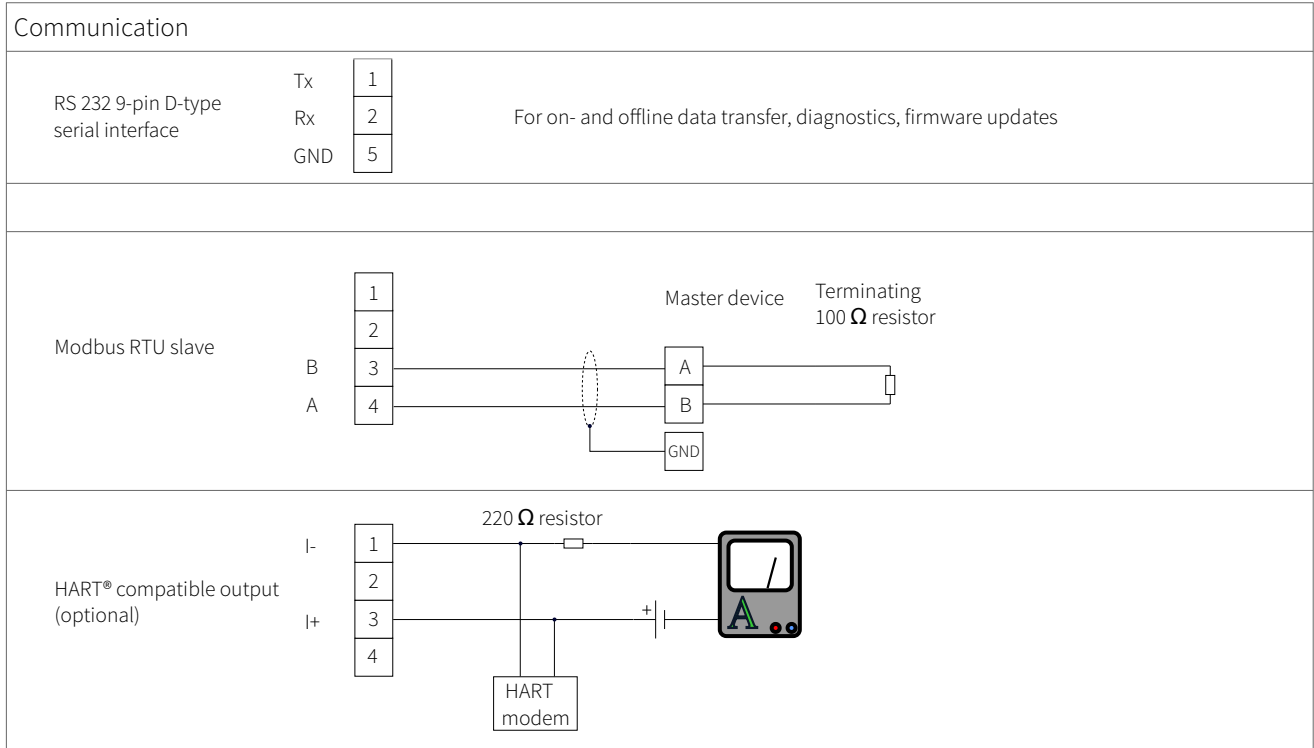 Communication
RS 232 9-pin D-type
serial interface
Tx 1
Rx 2
GND 5
For on- and offline data transfer, diagnostics, firmware updates
Modbus RTU slave
1
2
B 3
A 4
Master device
A
B
GND
Terminating
100 Ω resistor
HART® compatible output
(optional)
I- 1
2
I+ 3
4
220 Ω resistor
+
HART
modem
A